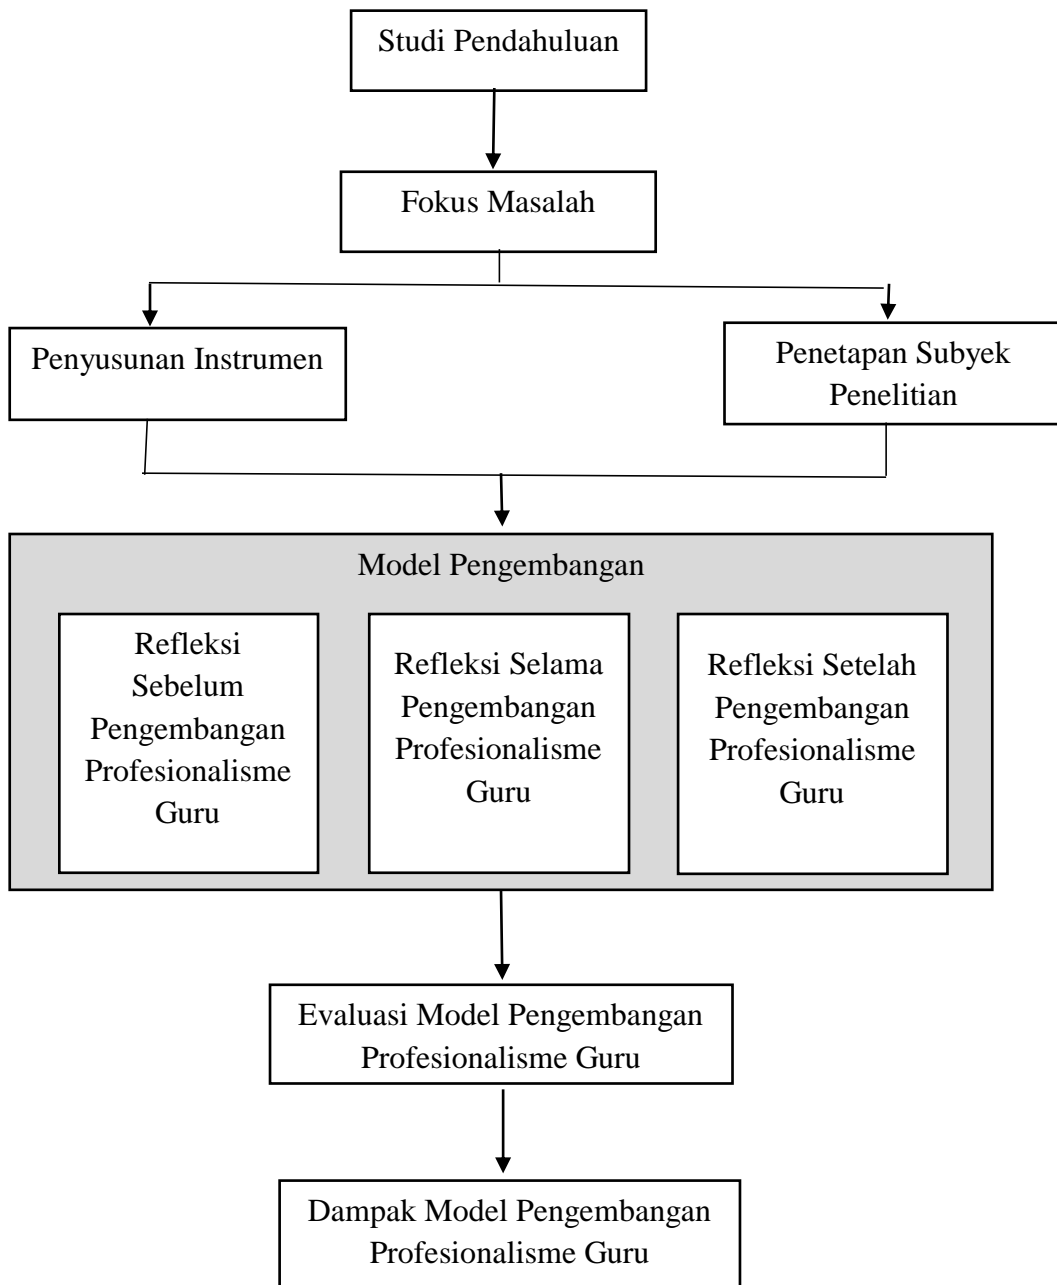 Studi Pendahuluan
Fokus Masalah
Penyusunan Instrumen
Penetapan Subyek
Penelitian
Model Pengembangan
Refleksi
Sebelum
Pengembangan
Profesionalisme
Guru
Refleksi Selama
Pengembangan
Profesionalisme
Guru
Refleksi Setelah
Pengembangan
Profesionalisme
Guru
Evaluasi Model Pengembangan
Profesionalisme Guru
Dampak Model Pengembangan
Profesionalisme Guru